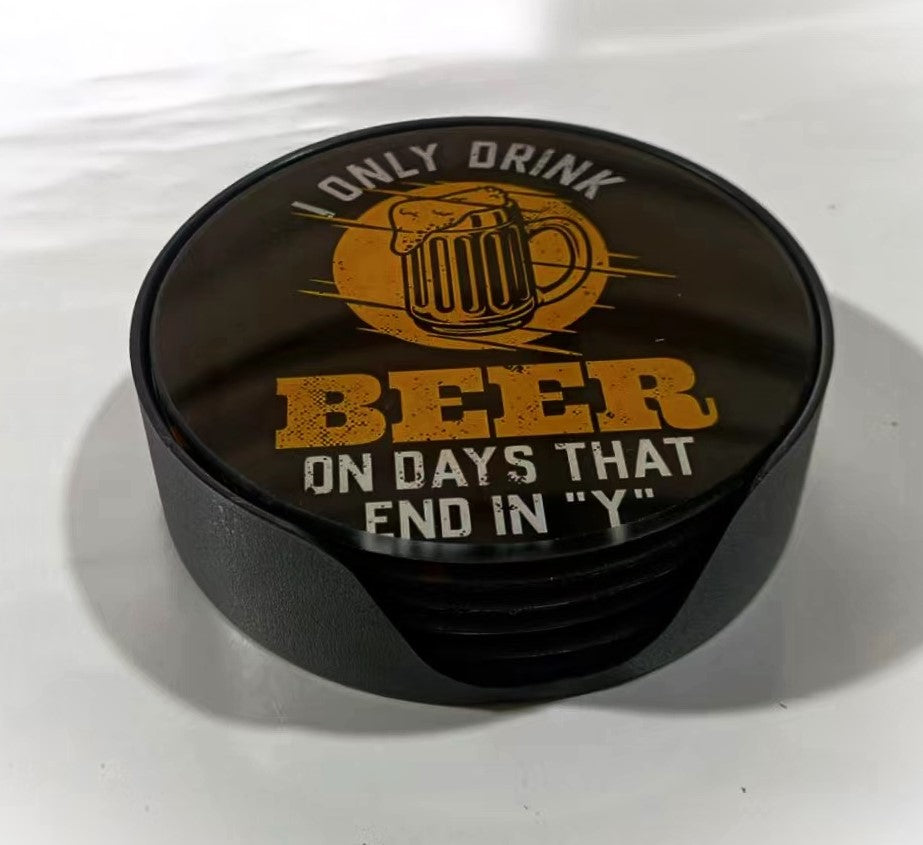 I ONLY DRINK
BEER
ON DAYS THAT
END IN "Y"